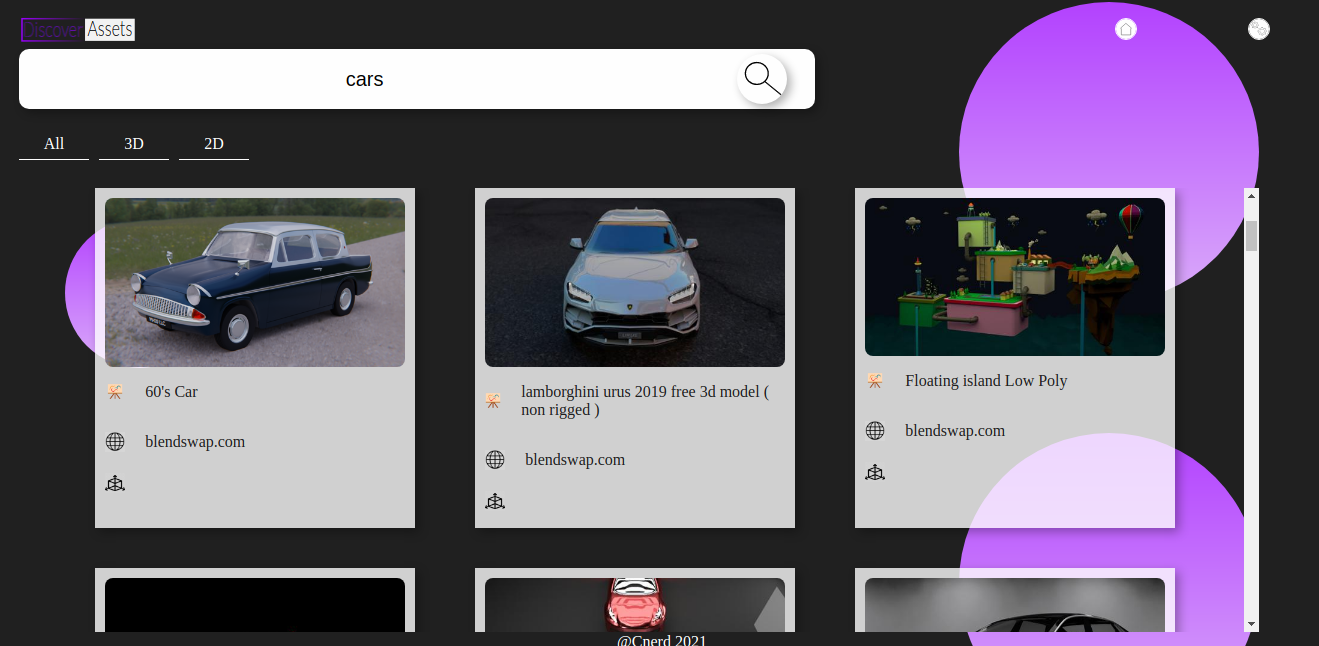 Discover Assets
cars
All
3D
2D
60's Car
blendswap.com
lamborghini urus 2019 free 3d model (
non rigged )
blendswap.com
Floating island Low Poly
blendswap.com
@Cnerd 2021